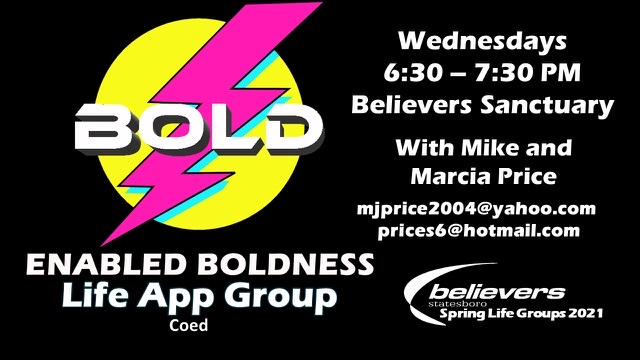 BOLD
ENABLED BOLDNESS
Life App Group
Coed
Wednesdays
6:30 – 7:30 PM
Believers Sanctuary
With Mike and
Marcia Price
mjprice2004@yahoo.com
prices6@hotmail.com
believers
statesboro
Spring Life Groups 2021